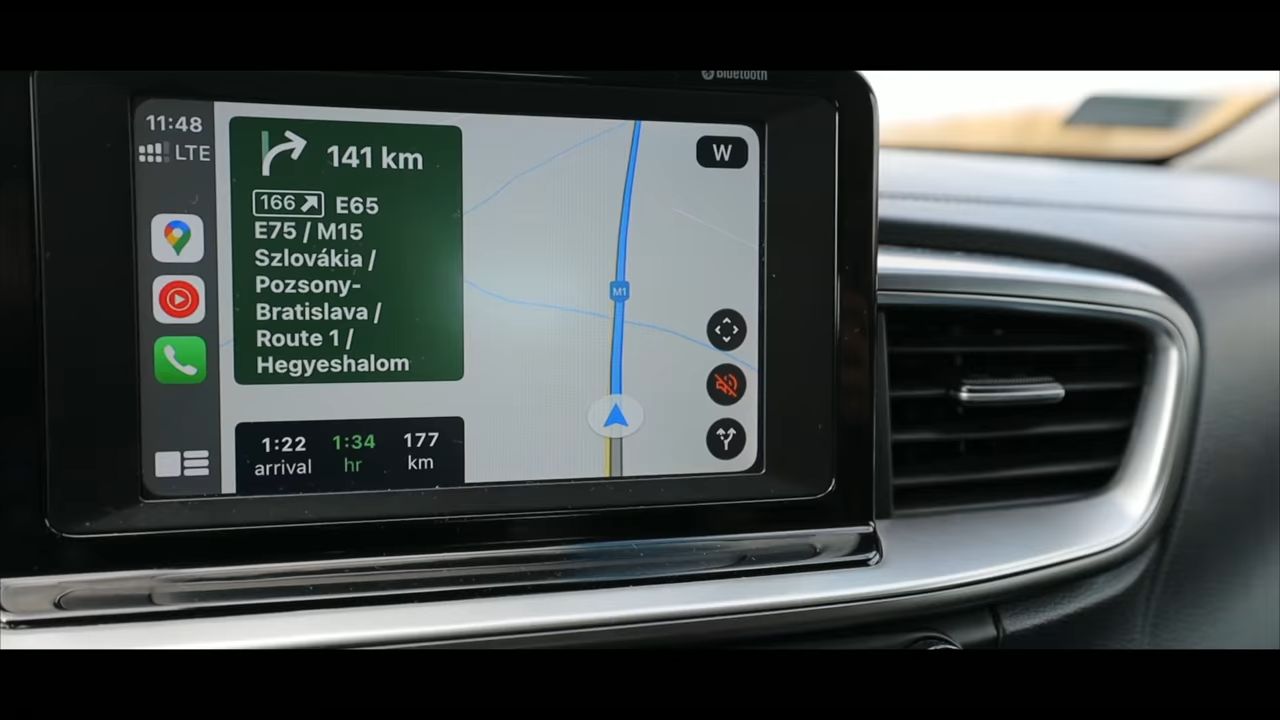 Bluetooth
11:48
LTE
141 km
166 E65
E75 / M15
Szlovákia /
Pozsony-
Bratislava /
Route 1 /
Hegyeshalom
W
M1
1:22 1:34 177
arrival hr km